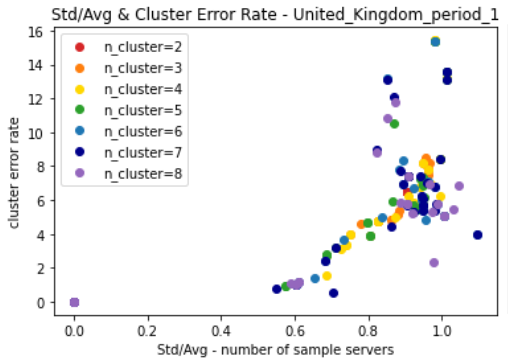 Std/Avg & Cluster Error Rate - United_Kingdom_period_1
16
14
12
10
8
6
4
2
0
cluster error rate
n_cluster=2
n_cluster=3
n_cluster=4
n_cluster=5
n_cluster=6
n_cluster=7
n_cluster=8
0.0 0.2 0.4 0.6 0.8 1.0
Std/Avg - number of sample servers